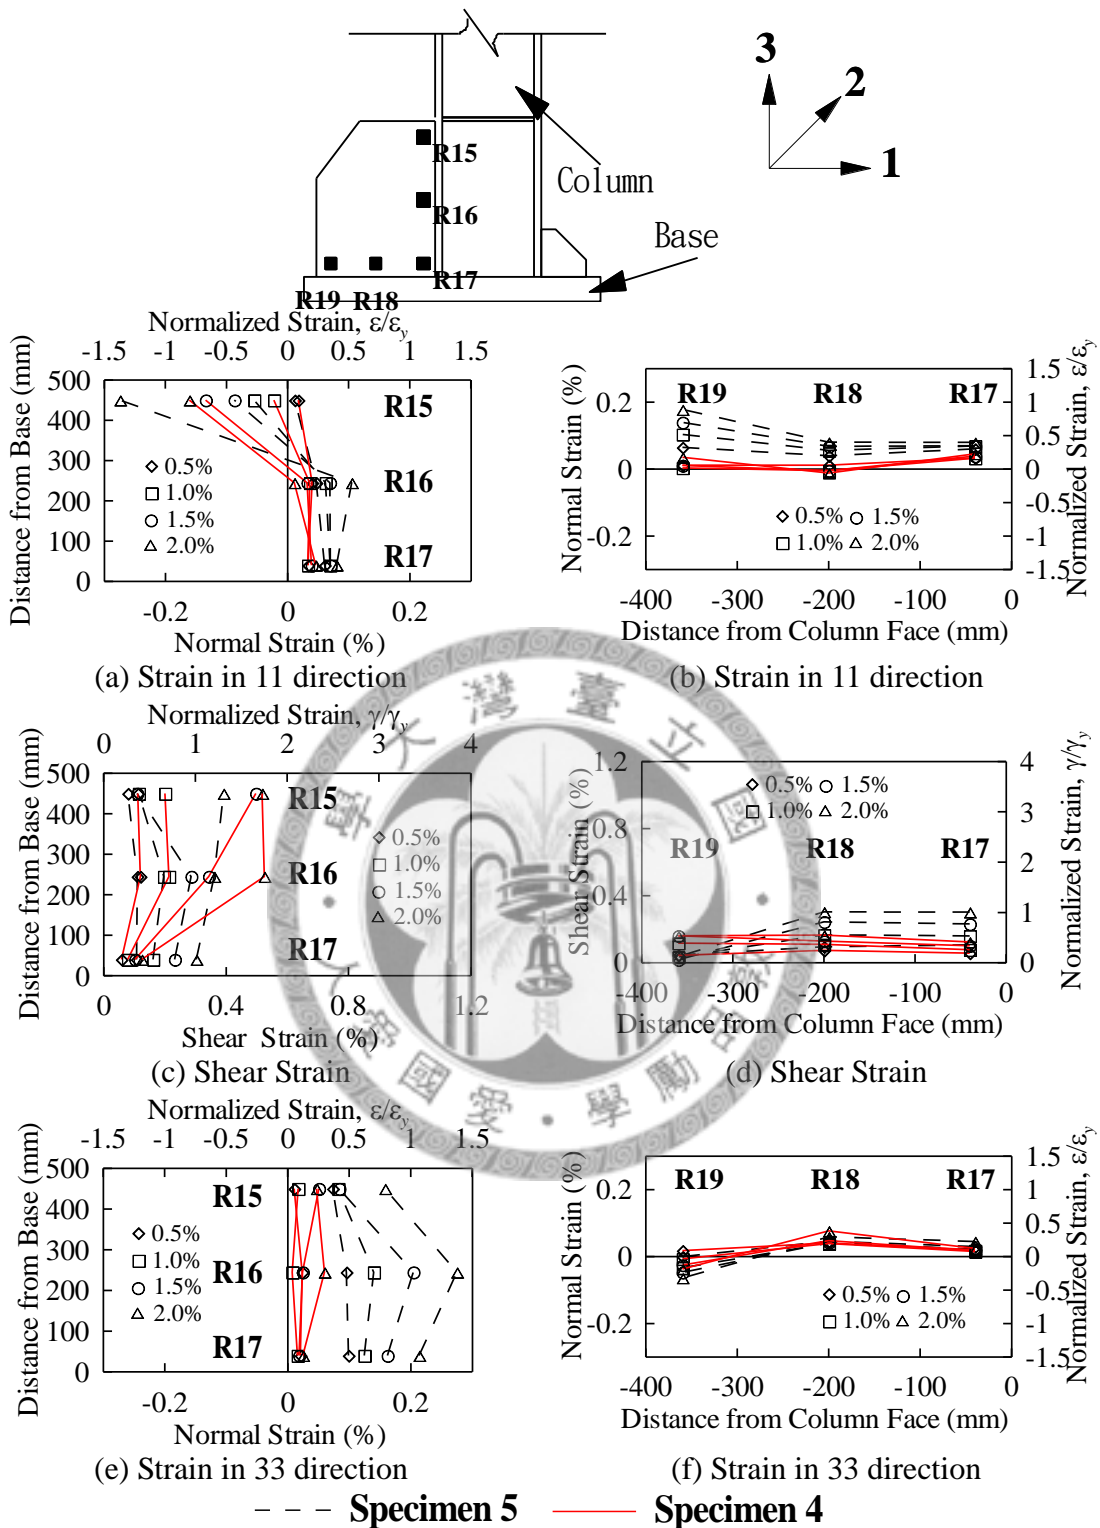 3
2
1
R15
Column
R16
Base
R17
R19 R18
Normalized Strain, ε/εy
-1.5 -1 -0.5 0 0.5 1 1.5
Distance from Base (mm)
500
400
300
200
100
0
R15
R16
R17
0.5%
1.0%
1.5%
2.0%
-0.2 0 0.2
Normal Strain (%)
(a) Strain in 11 direction
Normal Strain (%)
0.2
0
-0.2
R19 R18 R17
0.5% 1.5%
1.0% 2.0%
1.5
1
0.5
0
-0.5
-1
-1.5
Normalized Strain, ε/εy
-400 -300 -200 -100 0
Distance from Column Face (mm)
(b) Strain in 11 direction
Normalized Strain, γ/γy
0 1 2 3 4
Distance from Base (mm)
500
400
300
200
100
0
R15
R16
R17
0.5%
1.0%
1.5%
2.0%
0 0.4 0.8 1.2
Shear Strain (%)
(c) Shear Strain
Shear Strain (%)
1.2
0.8
0.4
0
0.5% 1.5%
1.0% 2.0%
R19 R18 R17
4
3
2
1
0
Normalized Strain, γ/γy
-400 -300 -200 -100 0
Distance from Column Face (mm)
(d) Shear Strain
Normalized Strain, ε/εy
-1.5 -1 -0.5 0 0.5 1 1.5
Distance from Base (mm)
500
400
300
200
100
0
R15
R16
R17
0.5%
1.0%
1.5%
2.0%
-0.2 0 0.2
Normal Strain (%)
(e) Strain in 33 direction
Normal Strain (%)
0.2
0
-0.2
R19 R18 R17
0.5% 1.5%
1.0% 2.0%
1.5
1
0.5
0
-0.5
-1
-1.5
Normalized Strain, ε/εy
-400 -300 -200 -100 0
Distance from Column Face (mm)
(f) Strain in 33 direction
Specimen 5 Specimen 4
學大灣臺立國
人愛國愛・學勵品敦